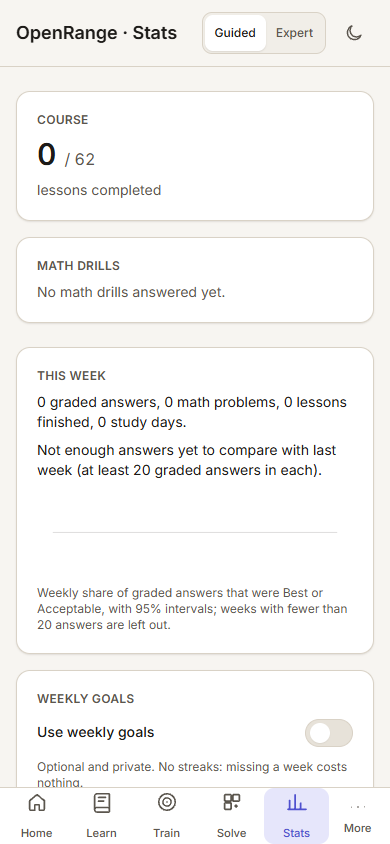 OpenRange · Stats
Guided
Expert
COURSE
0 / 62
lessons completed
MATH DRILLS
No math drills answered yet.
THIS WEEK
0 graded answers, 0 math problems, 0 lessons
finished, 0 study days.
Not enough answers yet to compare with last
week (at least 20 graded answers in each).
Weekly share of graded answers that were Best or
Acceptable, with 95% intervals; weeks with fewer than
20 answers are left out.
WEEKLY GOALS
Use weekly goals
Optional and private. No streaks: missing a week costs
nothing.
Home
Learn
Train
Solve
Stats
More